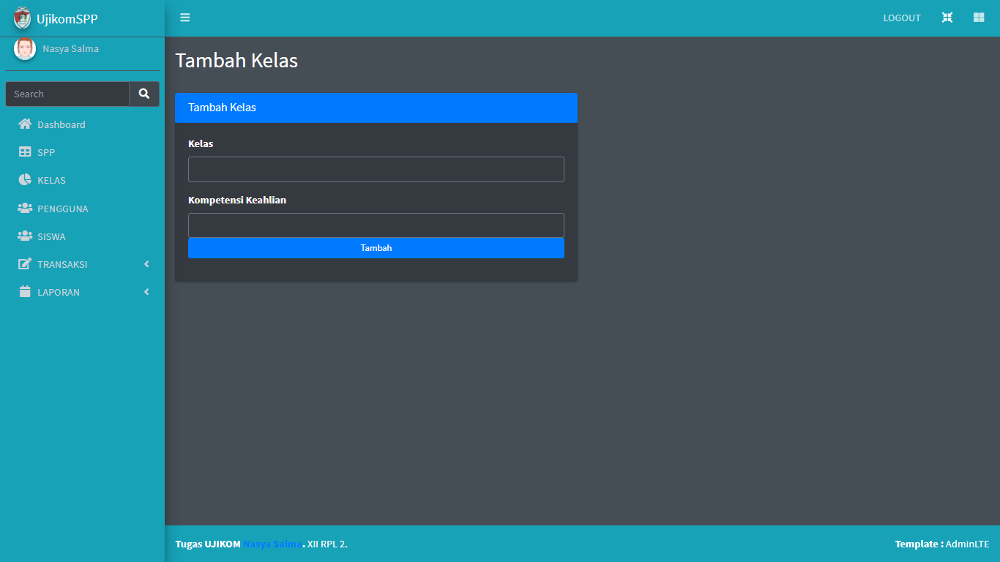 UjikomSPP
LOGOUT
Nasya Salma
Search
Dashboard
SPP
KELAS
PENGGUNA
SISWA
TRANSAKSI
LAPORAN
Tambah Kelas
Tambah Kelas
Kelas
Kompetensi Keahlian
Tambah
Tugas UJIKOM Nasya Salma. XII RPL 2.
Template : AdminLTE